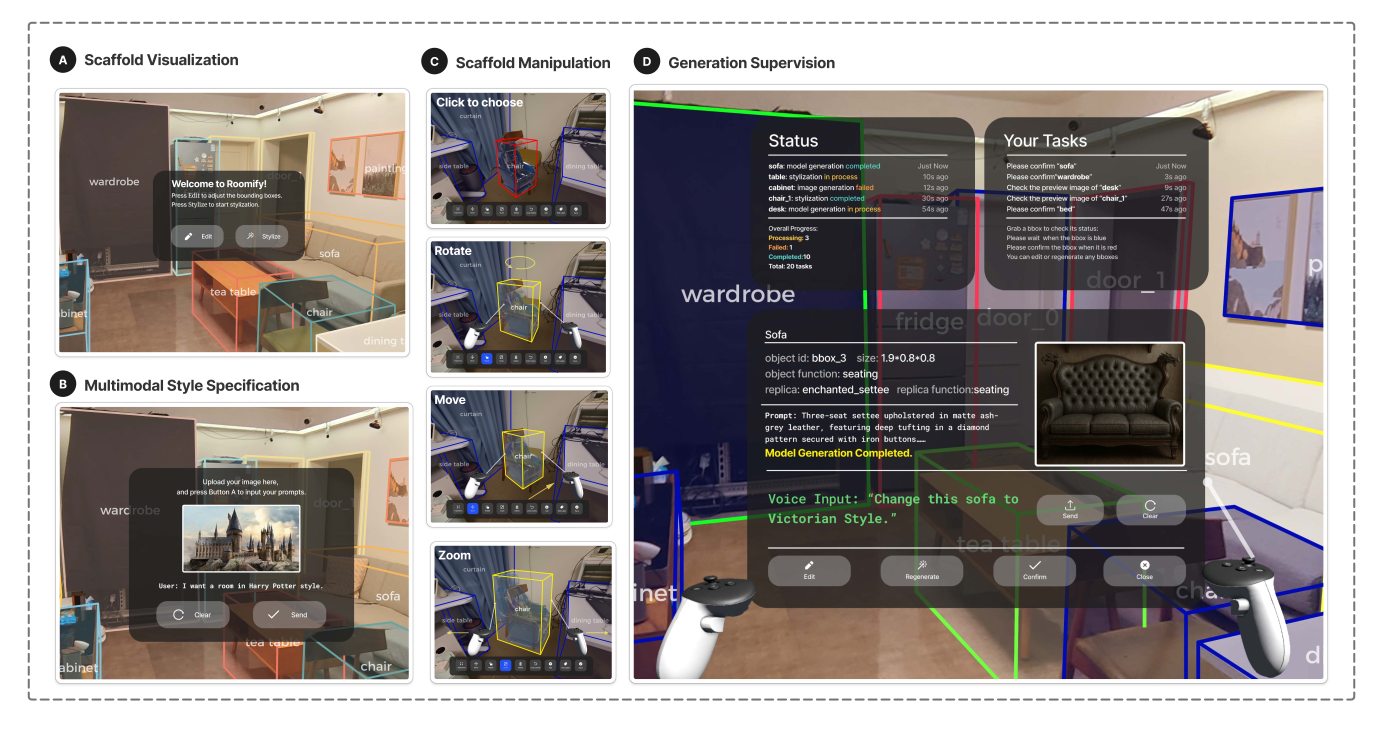 A Scaffold Visualization
wardrobe
painting
door_1
Welcome to Roomify!
Press Edit to adjust the bounding boxes.
Press Stylize to start stylization.
Edit
Stylize
sofa
tea table
chair
abinet
dining t
B Multimodal Style Specification
Upload your image here,
and press Button A to input your prompts.
wardrobe
door_1
User: I want a room in Harry Potter style.
Clear
Send
sofa
tea table
abinet
chair
C Scaffold Manipulation
Click to choose
curtain
side table
chair
dining table
Rotate
curtain
side table
chair
dining table
Move
curtain
side table
chair
dining table
Zoom
curtain
side table
chair
dining table
D Generation Supervision
Status
sofa: model generation completed Just Now
table: stylization in process 10s ago
cabinet: image generation failed 12s ago
chair_1: stylization completed 30s ago
desk: model generation in process 54s ago
Overall Progress:
Processing: 3
Failed: 1
Completed:10
Total: 20 tasks
Your Tasks
Please confirm "sofa" Just Now
Please confirm"wardrobe" 3s ago
Check the preview image of "desk" 9s ago
Check the preview image of "chair_1" 27s ago
Please confirm "bed" 47s ago
Grab a bbox to check its status:
Please wait when the bbox is blue
Please confirm the bbox when it is red
You can edit or regenerate any bboxes
wardrobe
door_1
p
fridge
door_0
Sofa
object id: bbox_3 size: 1.9*0.8*0.8
object function: seating
replica: enchanted_settee replica function:seating
Prompt: Three-seat settee upholstered in matte ash-
grey leather, featuring deep tufting in a diamond
pattern secured with iron buttons……
Model Generation Completed.
sofa
Voice Input: “Change this sofa to
Victorian Style.”
Send
Clear
tea table
Edit
Regenerate
Confirm
Close
inet
cha
d